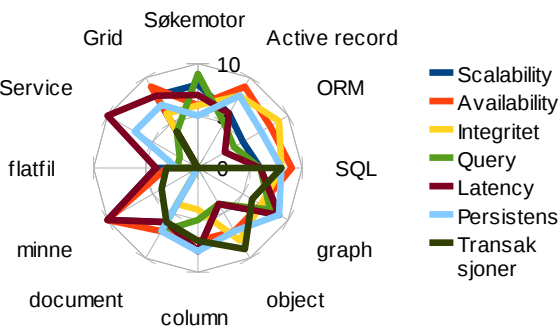 Søkemotor
Grid
Active record
10
Service
ORM
flatfil
0
SQL
minne
graph
document
object
column
Scalability
Availability
Integritet
Query
Latency
Persistens
Transak
sjoner